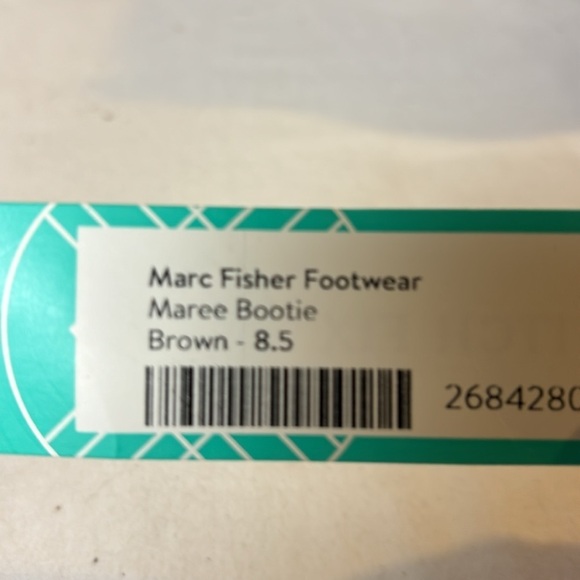 Marc Fisher Footwear
Maree Bootie
Brown - 8.5
2684280